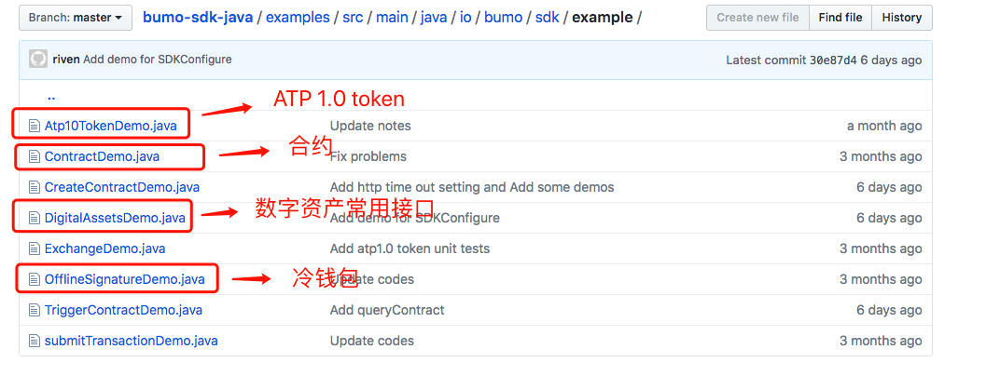 Branch: master
bumo-sdk-java / examples / src / main / java / io / bumo / sdk / example /
Create new file Find file History
riven Add demo for SDKConfigure Latest commit 30e87d4 6 days ago
..
ATP 1.0 token
Atp10TokenDemo.java Update notes a month ago
合约
ContractDemo.java Fix problems 3 months ago
CreateContractDemo.java Add http time out setting and Add some demos 6 days ago
数字资产常用接口
DigitalAssetsDemo.java Add demo for SDKConfigure 6 days ago
ExchangeDemo.java Add atp1.0 token unit tests 3 months ago
冷钱包
OfflineSignatureDemo.java Update codes 3 months ago
TriggerContractDemo.java Add queryContract 6 days ago
submitTransactionDemo.java Update codes 3 months ago